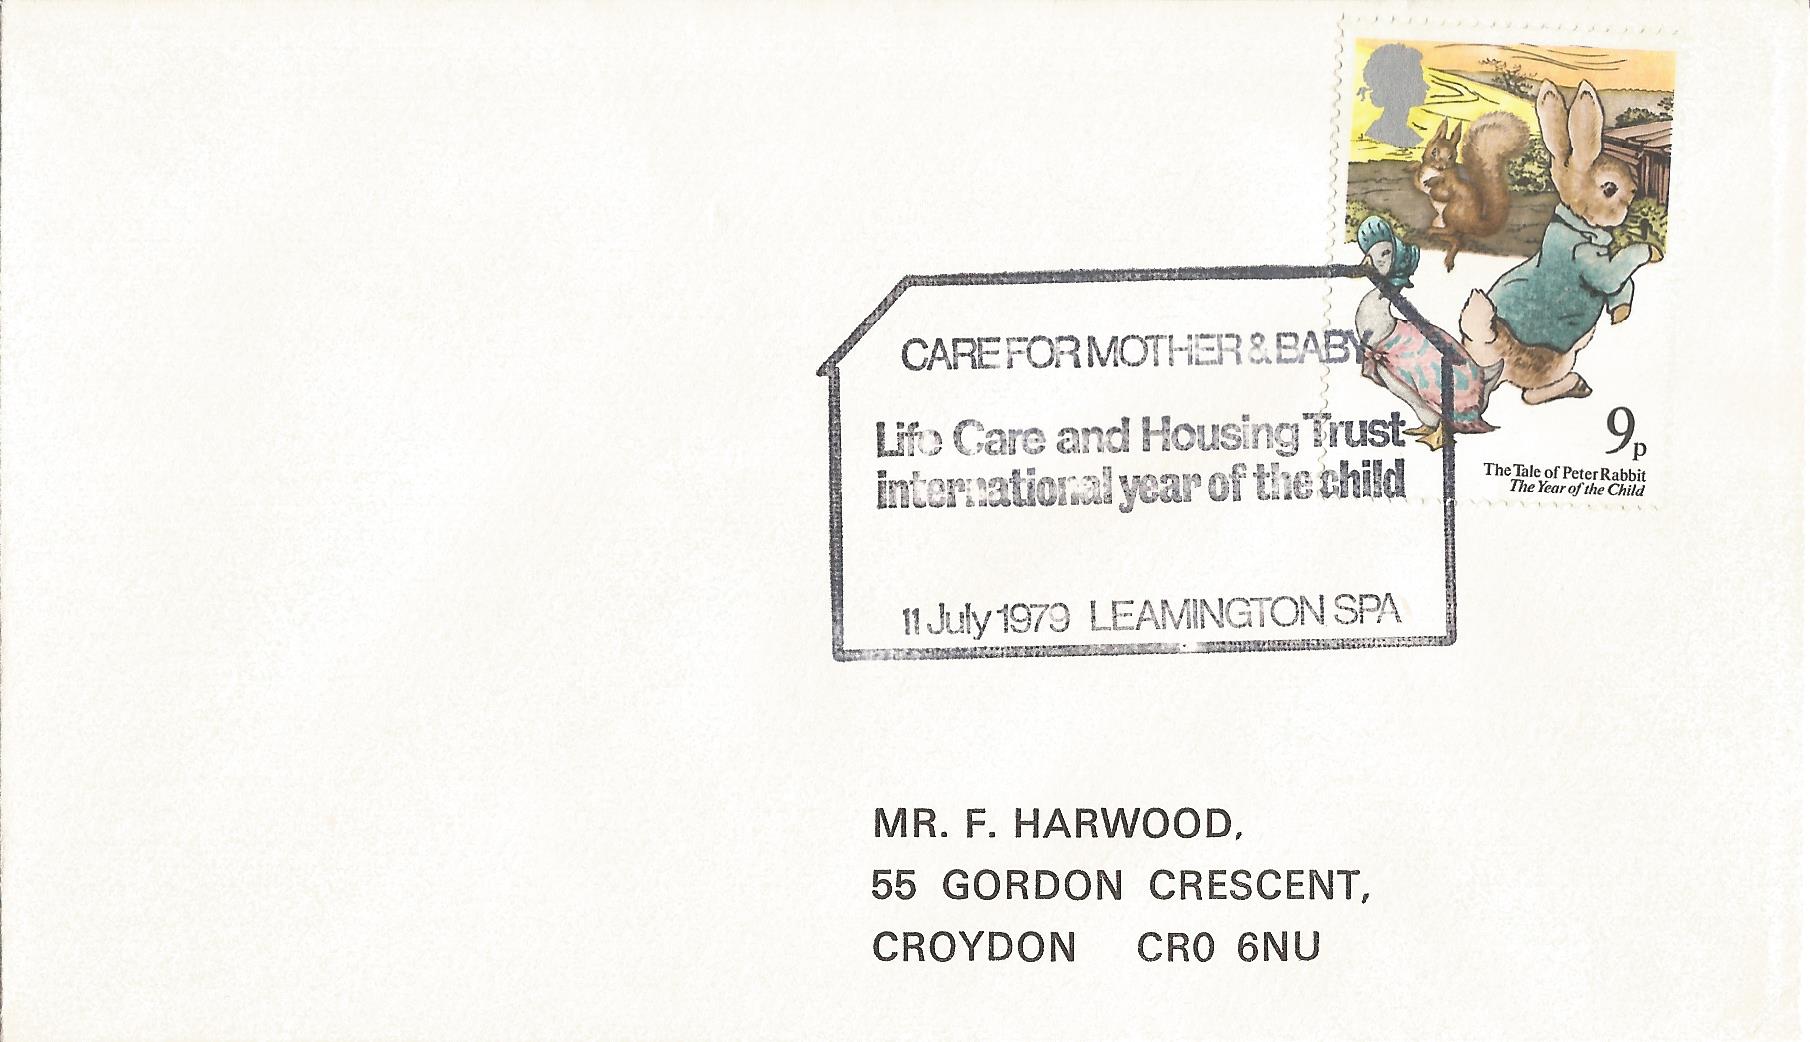 9p
The Tale of Peter Rabbit
The Year of the Child
CARE FOR MOTHER & BABY
Life Care and Housing Trust
international year of the child
11 July 1979 LEAMINGTON SPA
MR. F. HARWOOD,
55 GORDON CRESCENT,
CROYDON CR0 6NU